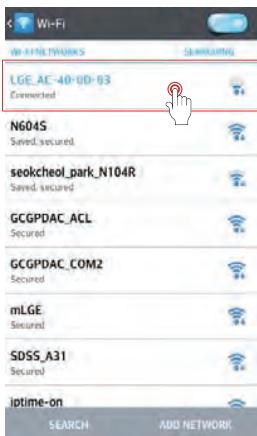 Wi-Fi
WI-FI NETWORKS SEARCHING
LGE_AC-40-0D-83
Connected
N604S
Saved, secured
seokcheol_park_N104R
Saved, secured
GCGPDAC_ACL
Secured
GCGPDAC_COM2
Secured
mLGE
Secured
SDSS_A31
Secured
iptime-on
SEARCH ADD NETWORK